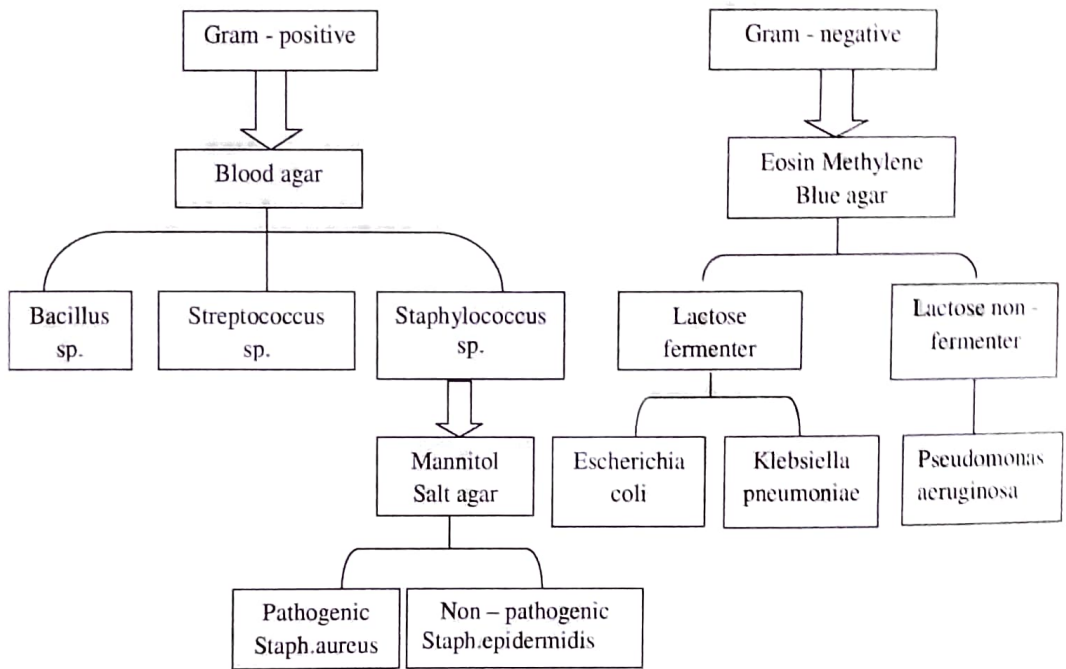 Gram - positive
Gram - negative
Blood agar
Eosin Methylene
Blue agar
Bacillus
sp.
Streptococcus
sp.
Staphylococcus
sp.
Lactose
fermenter
Lactose non -
fermenter
Mannitol
Salt agar
Escherichia
coli
Klebsiella
pneumoniae
Pseudomonas
aeruginosa
Pathogenic
Staph.aureus
Non – pathogenic
Staph.epidermidis